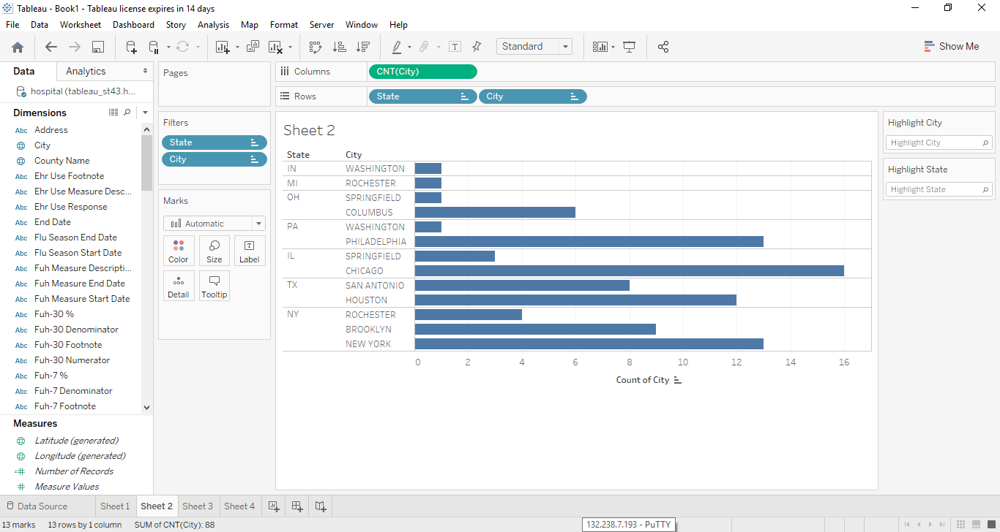 Tableau - Book1 - Tableau license expires in 14 days
File Data Worksheet Dashboard Story Analysis Map Format Server Window Help
Standard
Show Me
Data Analytics
hospital (tableau_st43.h...
Dimensions
Abc Address
City
County Name
Abc Ehr Use Footnote
Abc Ehr Use Measure Desc...
Abc Ehr Use Response
Abc End Date
Abc Flu Season End Date
Abc Flu Season Start Date
Abc Fuh Measure Descripti...
Abc Fuh Measure End Date
Abc Fuh Measure Start Date
Abc Fuh-30 %
Abc Fuh-30 Denominator
Abc Fuh-30 Footnote
Abc Fuh-30 Numerator
Abc Fuh-7 %
Abc Fuh-7 Denominator
Abc Fuh-7 Footnote
Measures
Latitude (generated)
Longitude (generated)
=# Number of Records
# Measure Values
Pages
Filters
State
City
Marks
Automatic
Color Size Label
Detail Tooltip
Columns CNT(City)
Rows State City
Sheet 2
State City
IN WASHINGTON
MI ROCHESTER
OH SPRINGFIELD
COLUMBUS
PA WASHINGTON
PHILADELPHIA
IL SPRINGFIELD
CHICAGO
TX SAN ANTONIO
HOUSTON
NY ROCHESTER
BROOKLYN
NEW YORK
0 2 4 6 8 10 12 14 16
Count of City
Highlight City
Highlight City
Highlight State
Highlight State
Data Source Sheet 1 Sheet 2 Sheet 3 Sheet 4
13 marks 13 rows by 1 column SUM of CNT(City): 88
132.238.7.193 - PuTTY